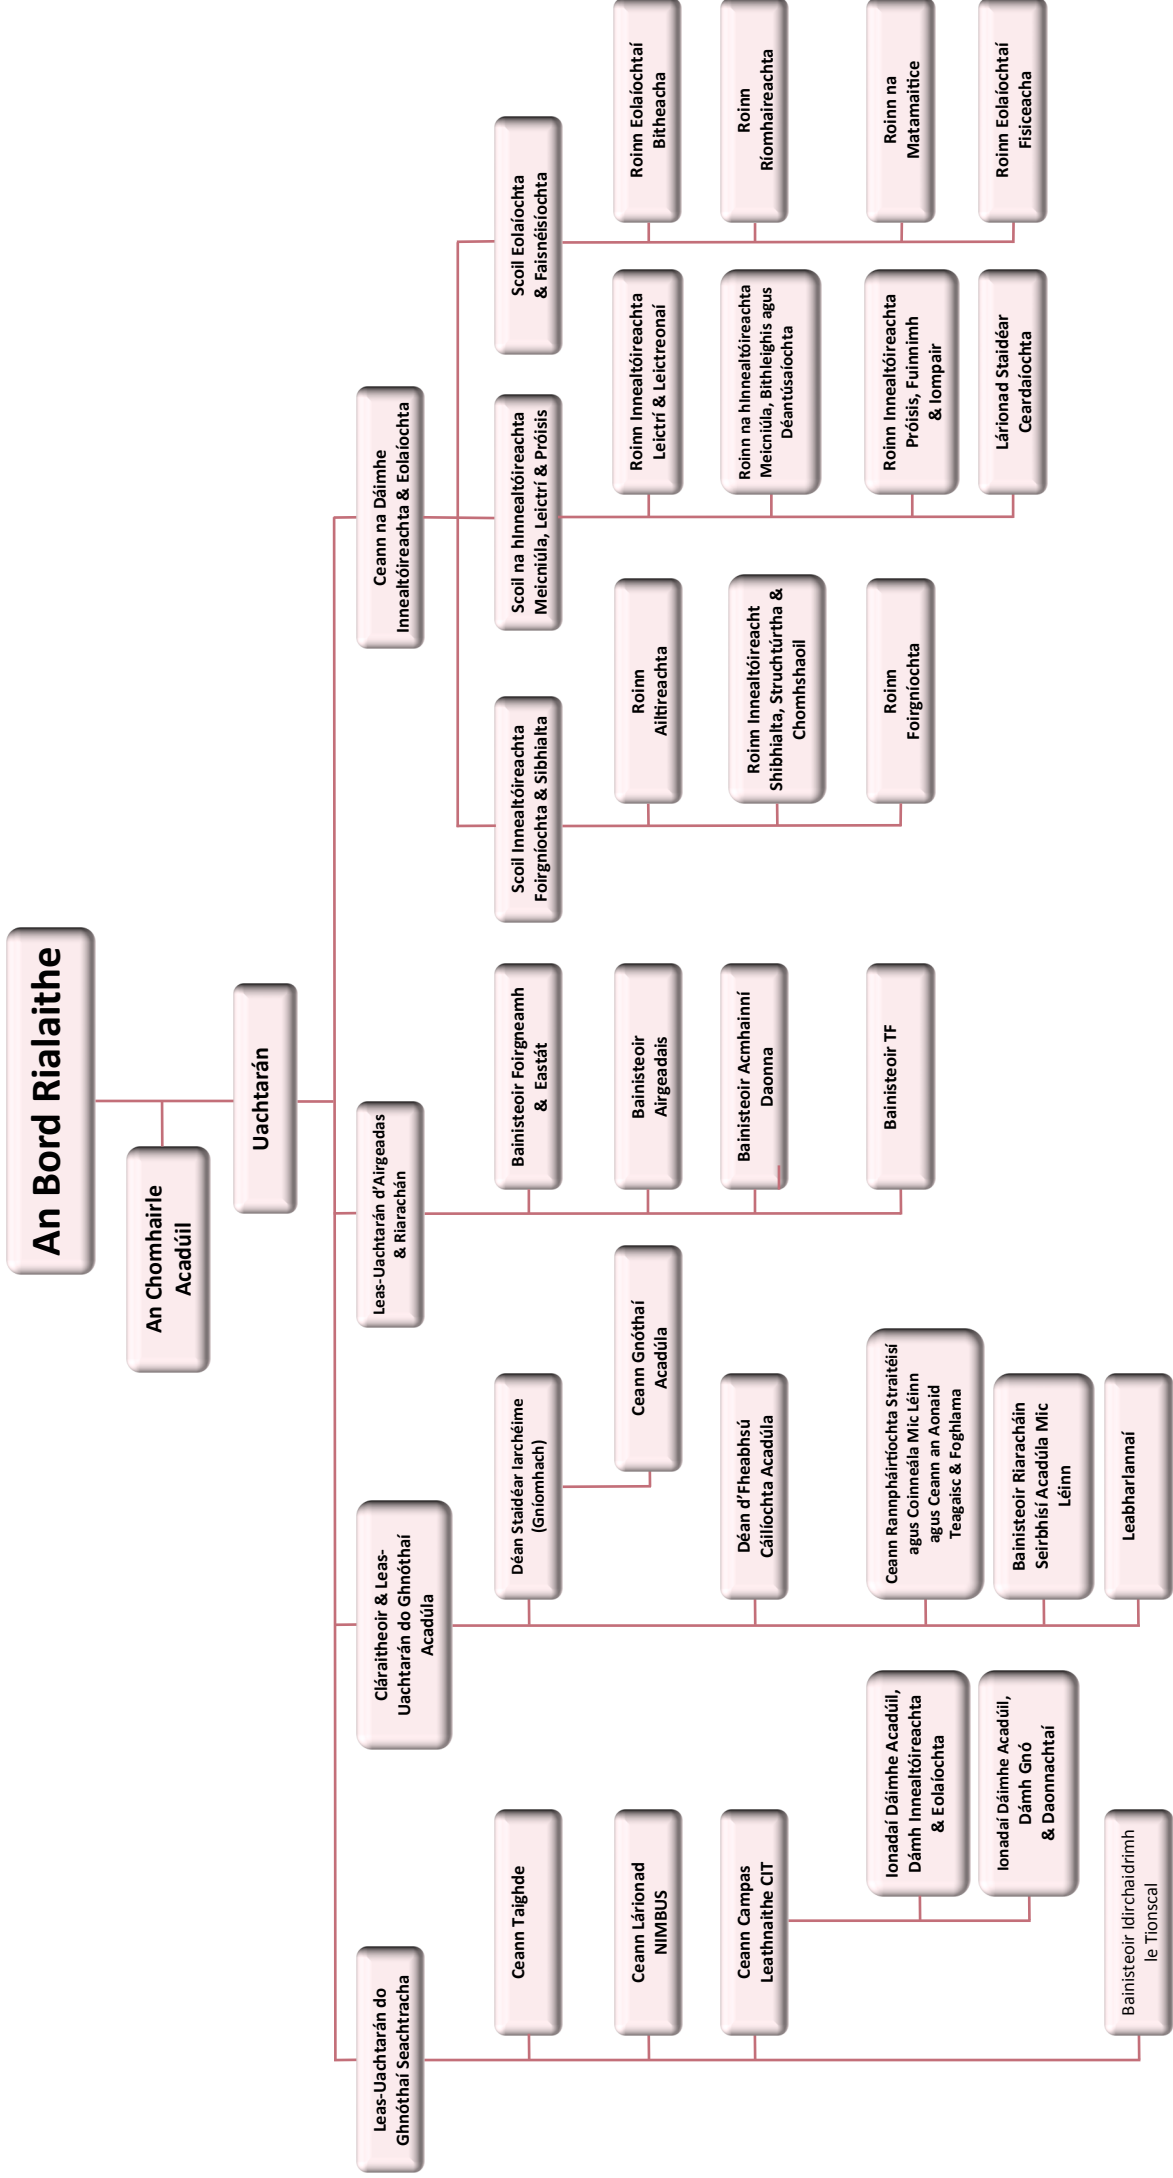 An Bord Rialaithe
An Chomhairle
Acadúil
Uachtarán
Leas-Uachtarán do
Ghnóthaí Seachtracha
Ceann Taighde
Ceann Lárionad
NIMBUS
Ceann Campas
Leathnaithe CIT
Ionadaí Dáimhe Acadúil,
Dámh Innealtóireachta
& Eolaíochta
Ionadaí Dáimhe Acadúil,
Dámh Gnó
& Daonnachtaí
Bainisteoir Idirchaidrimh
le Tionscal
Cláraitheoir & Leas-
Uachtarán do Ghnóthaí
Acadúla
Déan Staidéar Iarchéime
(Gníomhach)
Ceann Gnóthaí
Acadúla
Déan d'Fheabhsú
Cáilíochta Acadúla
Ceann Rannpháirtíochta Straitéisí
agus Coinneála Mic Léinn
agus Ceann an Aonaid
Teagaisc & Foghlama
Bainisteoir Riaracháin
Seirbhísí Acadúla Mic
Léinn
Leabharlannaí
Leas-Uachtarán d'Airgeadas
& Riarachán
Bainisteoir Foirgneamh
& Eastát
Bainisteoir
Airgeadais
Bainisteoir Acmhainní
Daonna
Bainisteoir TF
Ceann na Dáimhe
Innealtóireachta & Eolaíochta
Scoil Innealtóireachta
Foirgníochta & Sibhialta
Roinn
Ailtireachta
Roinn Innealtóireacht
Shibhialta, Struchtúrtha &
Chomhshaoil
Roinn
Foirgníochta
Scoil na hInnealtóireachta
Meicniúla, Leictrí & Próisis
Roinn Innealtóireachta
Leictrí & Leictreonaí
Roinn na hInnealtóireachta
Meicniúla, Bithleighis agus
Déantúsaíochta
Roinn Innealtóireachta
Próisis, Fuinnimh
& Iompair
Lárionad Staidéar
Ceardaíochta
Scoil Eolaíochta
& Faisnéisíochta
Roinn Eolaíochtaí
Bitheacha
Roinn
Ríomhaireachta
Roinn na
Matamaitice
Roinn Eolaíochtaí
Fisiceacha